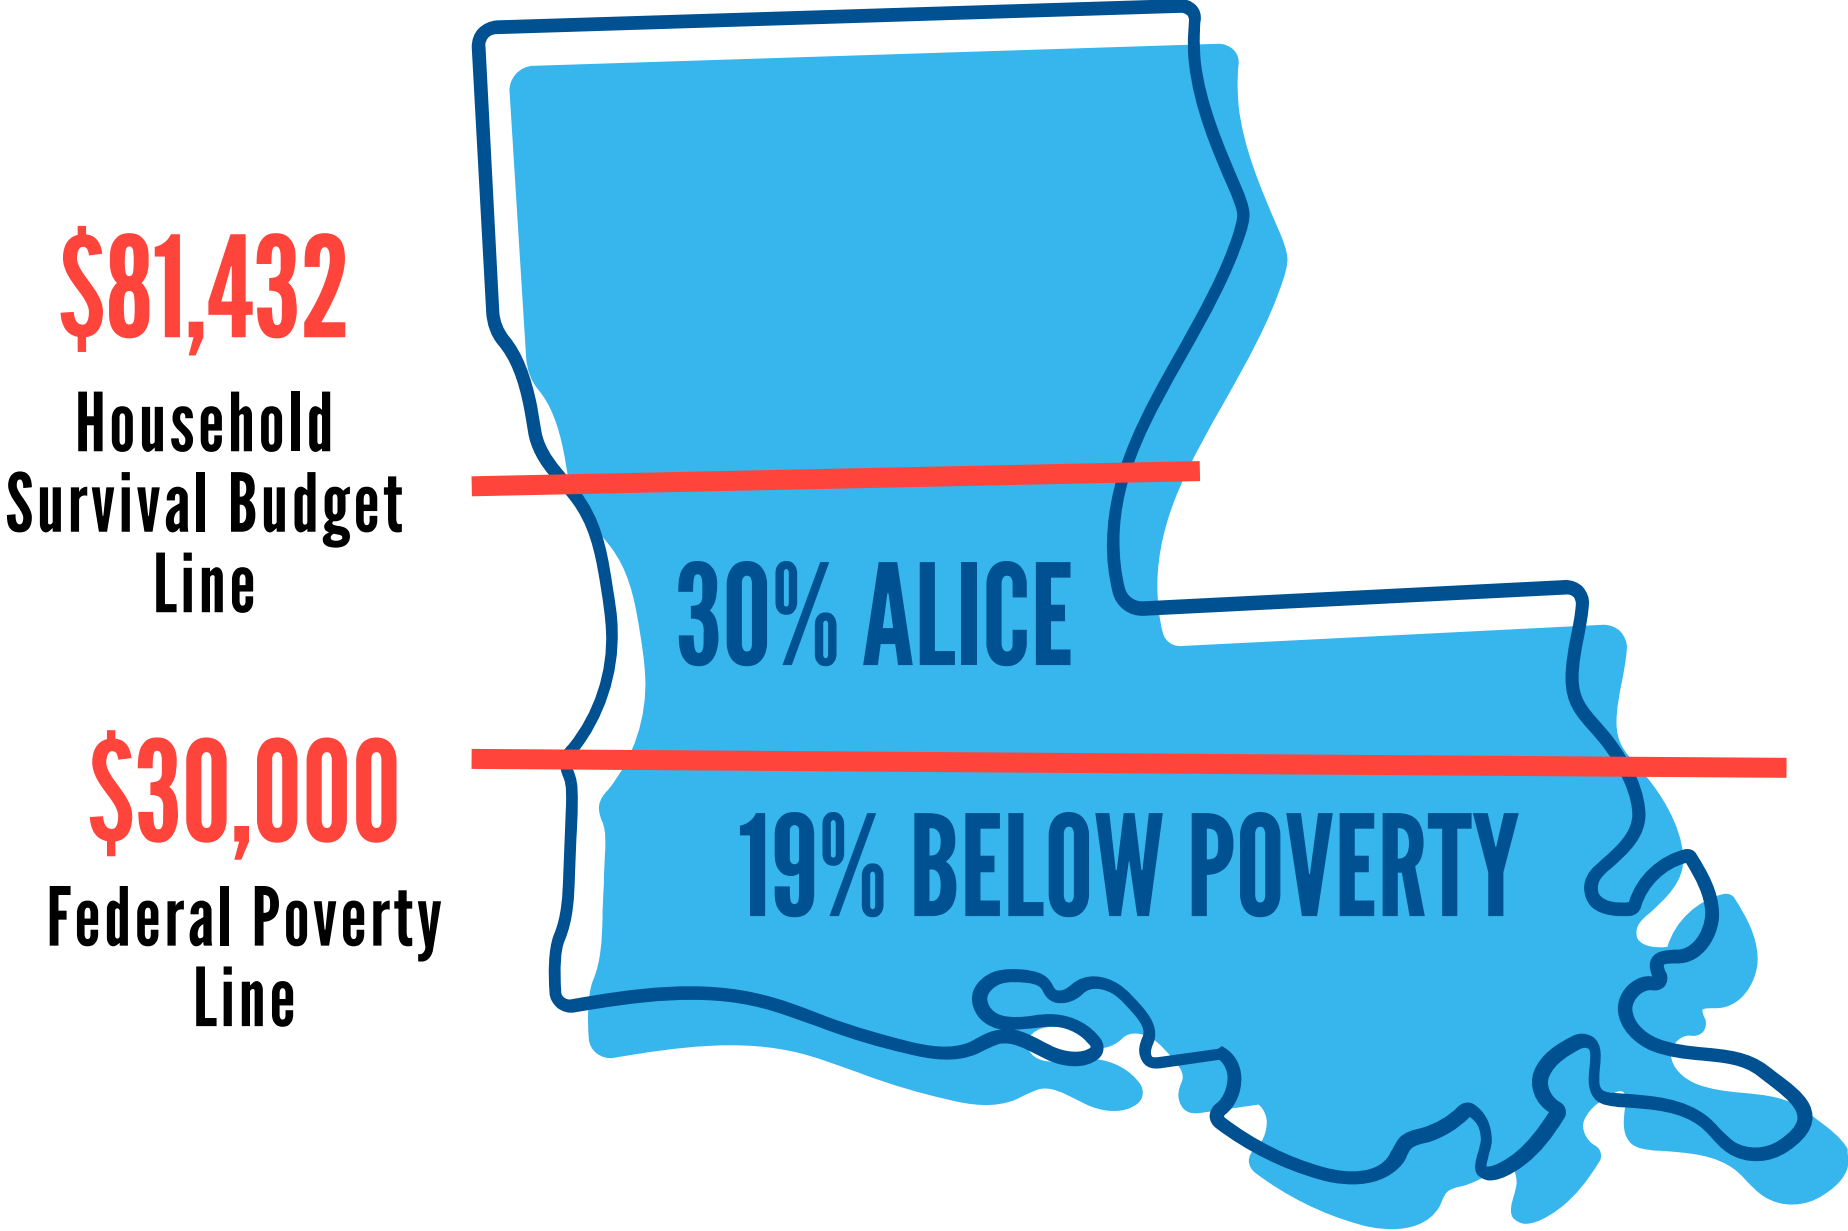 $81,432
Household
Survival Budget
Line
30% ALICE
$30,000
Federal Poverty
Line
19% BELOW POVERTY